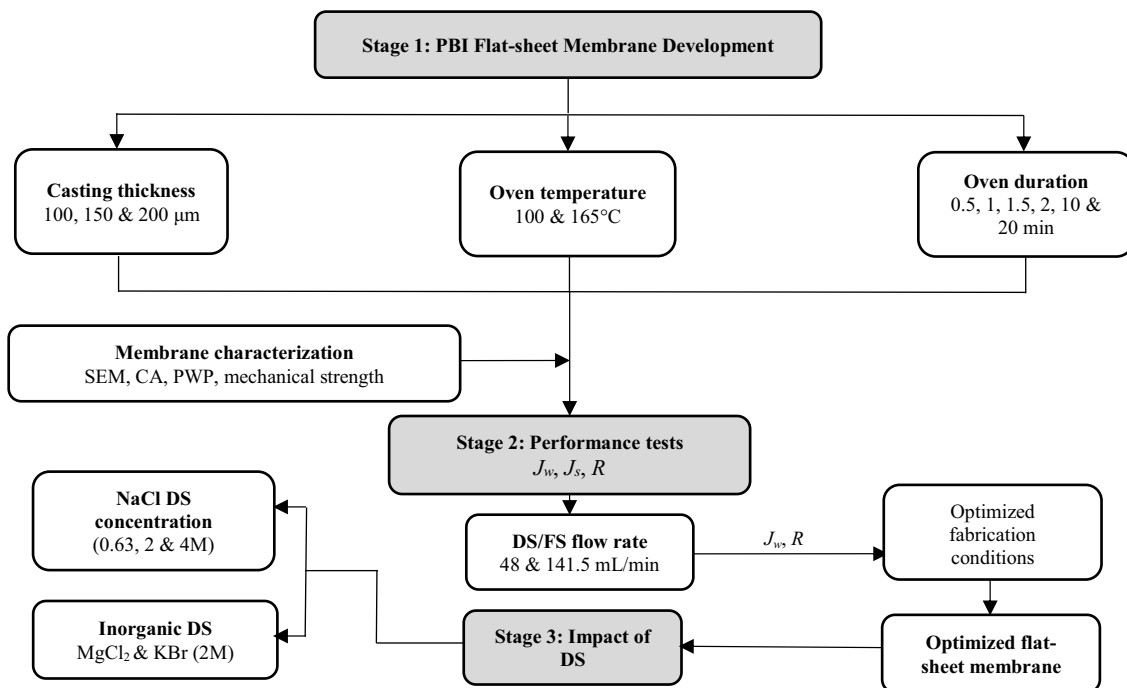 Stage 1: PBI Flat-sheet Membrane Development
Casting thickness
100, 150 & 200 μm
Oven temperature
100 & 165°C
Oven duration
0.5, 1, 1.5, 2, 10 &
20 min
Membrane characterization
SEM, CA, PWP, mechanical strength
Stage 2: Performance tests
Jw, Js, R
NaCl DS
concentration
(0.63, 2 & 4M)
DS/FS flow rate
48 & 141.5 mL/min
Jw, R
Optimized
fabrication
conditions
Inorganic DS
MgCl2 & KBr (2M)
Stage 3: Impact of
DS
Optimized flat-
sheet membrane